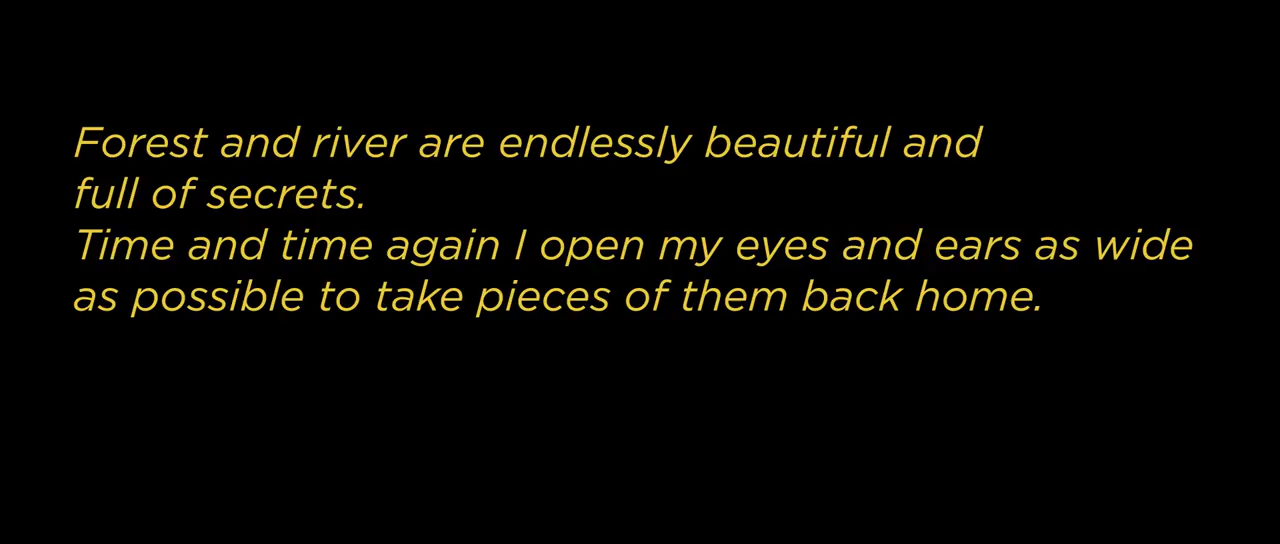 Forest and river are endlessly beautiful and
full of secrets.
Time and time again I open my eyes and ears as wide
as possible to take pieces of them back home.